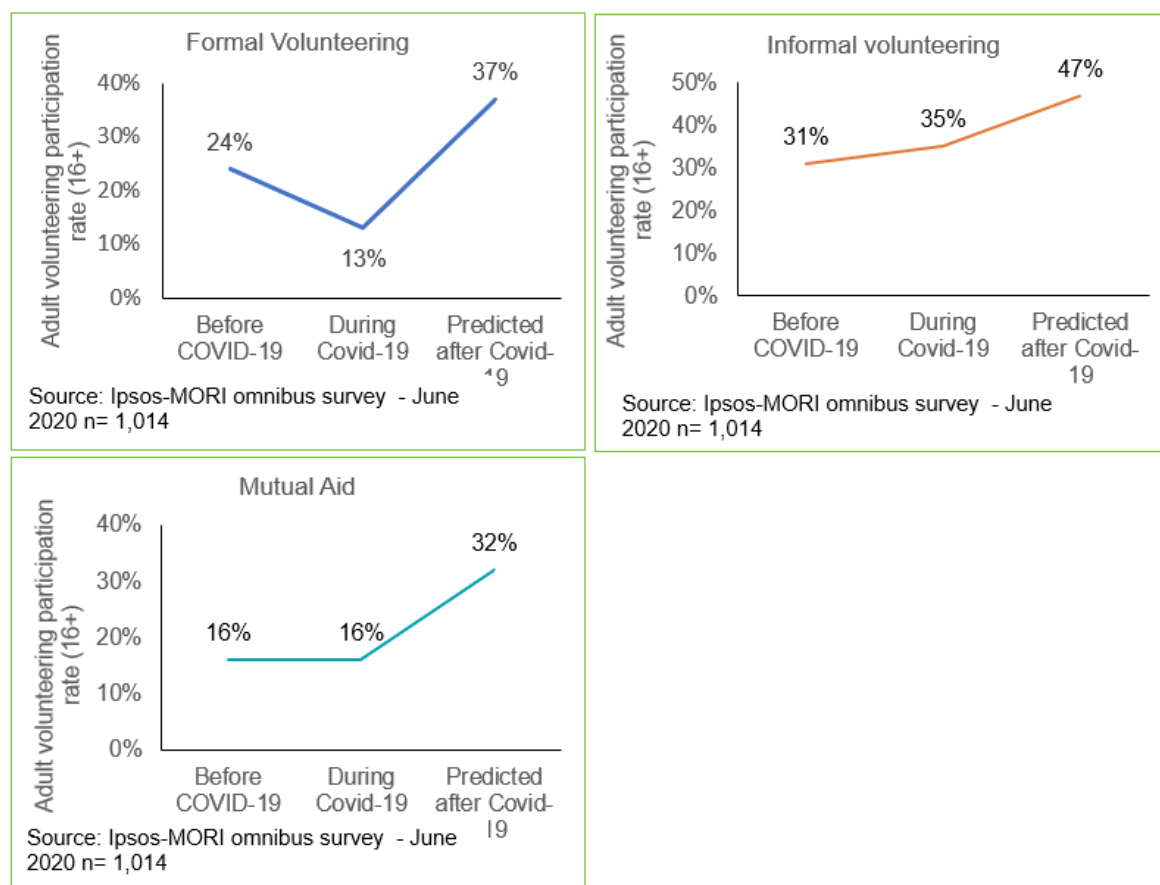 Formal Volunteering
Adult volunteering participation
rate (16+)
40%
30%
20%
10%
0%
24%
13%
37%
Before
COVID-19
During
Covid-19
Predicted
after Covid-
19
Source: Ipsos-MORI omnibus survey - June
2020 n= 1,014
Informal volunteering
Adult volunteering participation
rate (16+)
50%
40%
30%
20%
10%
0%
31%
35%
47%
Before
COVID-19
During
Covid-19
Predicted
after Covid-
19
Source: Ipsos-MORI omnibus survey - June
2020 n= 1,014
Mutual Aid
Adult volunteering participation
rate (16+)
40%
30%
20%
10%
0%
16%
16%
32%
Before
COVID-19
During
Covid-19
Predicted
after Covid-
19
Source: Ipsos-MORI omnibus survey - June
2020 n= 1,014